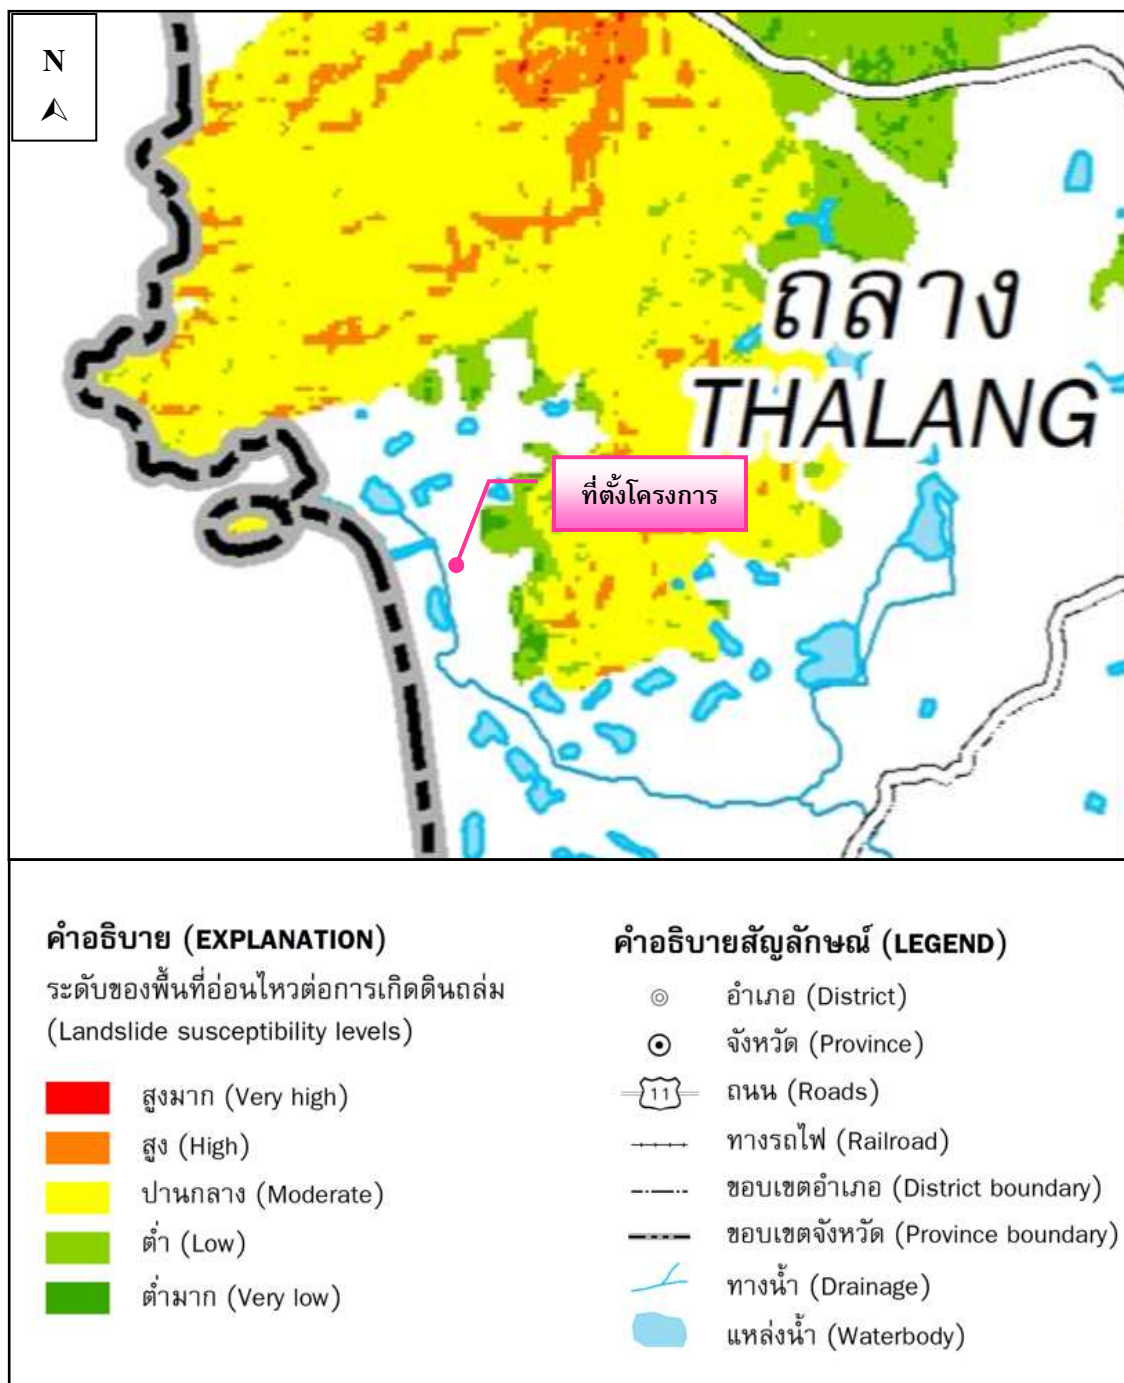 N
ถลาง
THALANG
ที่ตั้งโครงการ
คำอธิบาย (EXPLANATION)
ระดับของพื้นที่อ่อนไหวต่อการเกิดดินถล่ม
(Landslide susceptibility levels)
สูงมาก (Very high)
สูง (High)
ปานกลาง (Moderate)
ต่ำ (Low)
ต่ำมาก (Very low)
คำอธิบายสัญลักษณ์ (LEGEND)
อำเภอ (District)
จังหวัด (Province)
11 ถนน (Roads)
ทางรถไฟ (Railroad)
ขอบเขตอำเภอ (District boundary)
ขอบเขตจังหวัด (Province boundary)
ทางน้ำ (Drainage)
แหล่งน้ำ (Waterbody)